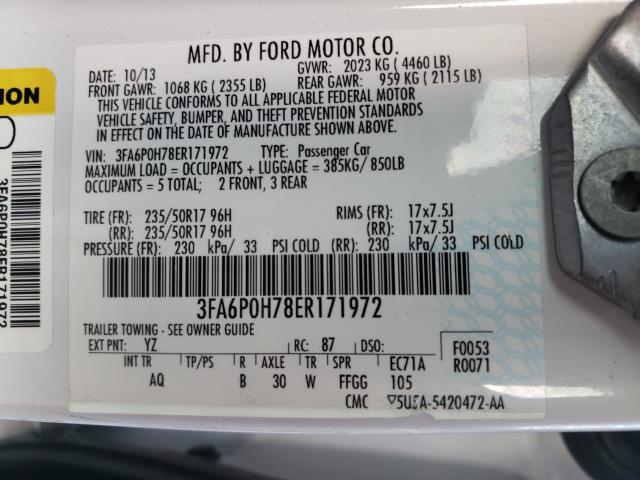 MFD. BY FORD MOTOR CO.
DATE: 10/13 GVWR: 2023 KG ( 4460 LB)
FRONT GAWR: 1068 KG ( 2355 LB) REAR GAWR: 959 KG ( 2115 LB)
THIS VEHICLE CONFORMS TO ALL APPLICABLE FEDERAL MOTOR
VEHICLE SAFETY, BUMPER, AND THEFT PREVENTION STANDARDS
IN EFFECT ON THE DATE OF MANUFACTURE SHOWN ABOVE.
VIN: 3FA6P0H78ER171972 TYPE: Passenger Car
MAXIMUM LOAD = OCCUPANTS + LUGGAGE = 385KG/ 850LB
OCCUPANTS = 5 TOTAL; 2 FRONT, 3 REAR
TIRE (FR): 235/50R17 96H RIMS (FR): 17x7.5J
(RR): 235/50R17 96H (RR): 17x7.5J
PRESSURE (FR): 230 kPa/ 33 PSI COLD (RR): 230 kPa/ 33 PSI COLD
3FA6P0H78ER171972
TRAILER TOWING - SEE OWNER GUIDE
EXT PNT: YZ RC: 87 DSO: F0053
INT TR TP/PS R AXLE TR SPR EC71A R0071
AQ B 30 W FFGG 105
CMC ▽5U5A-5420472-AA
ION
3FA6P0H78ER171972